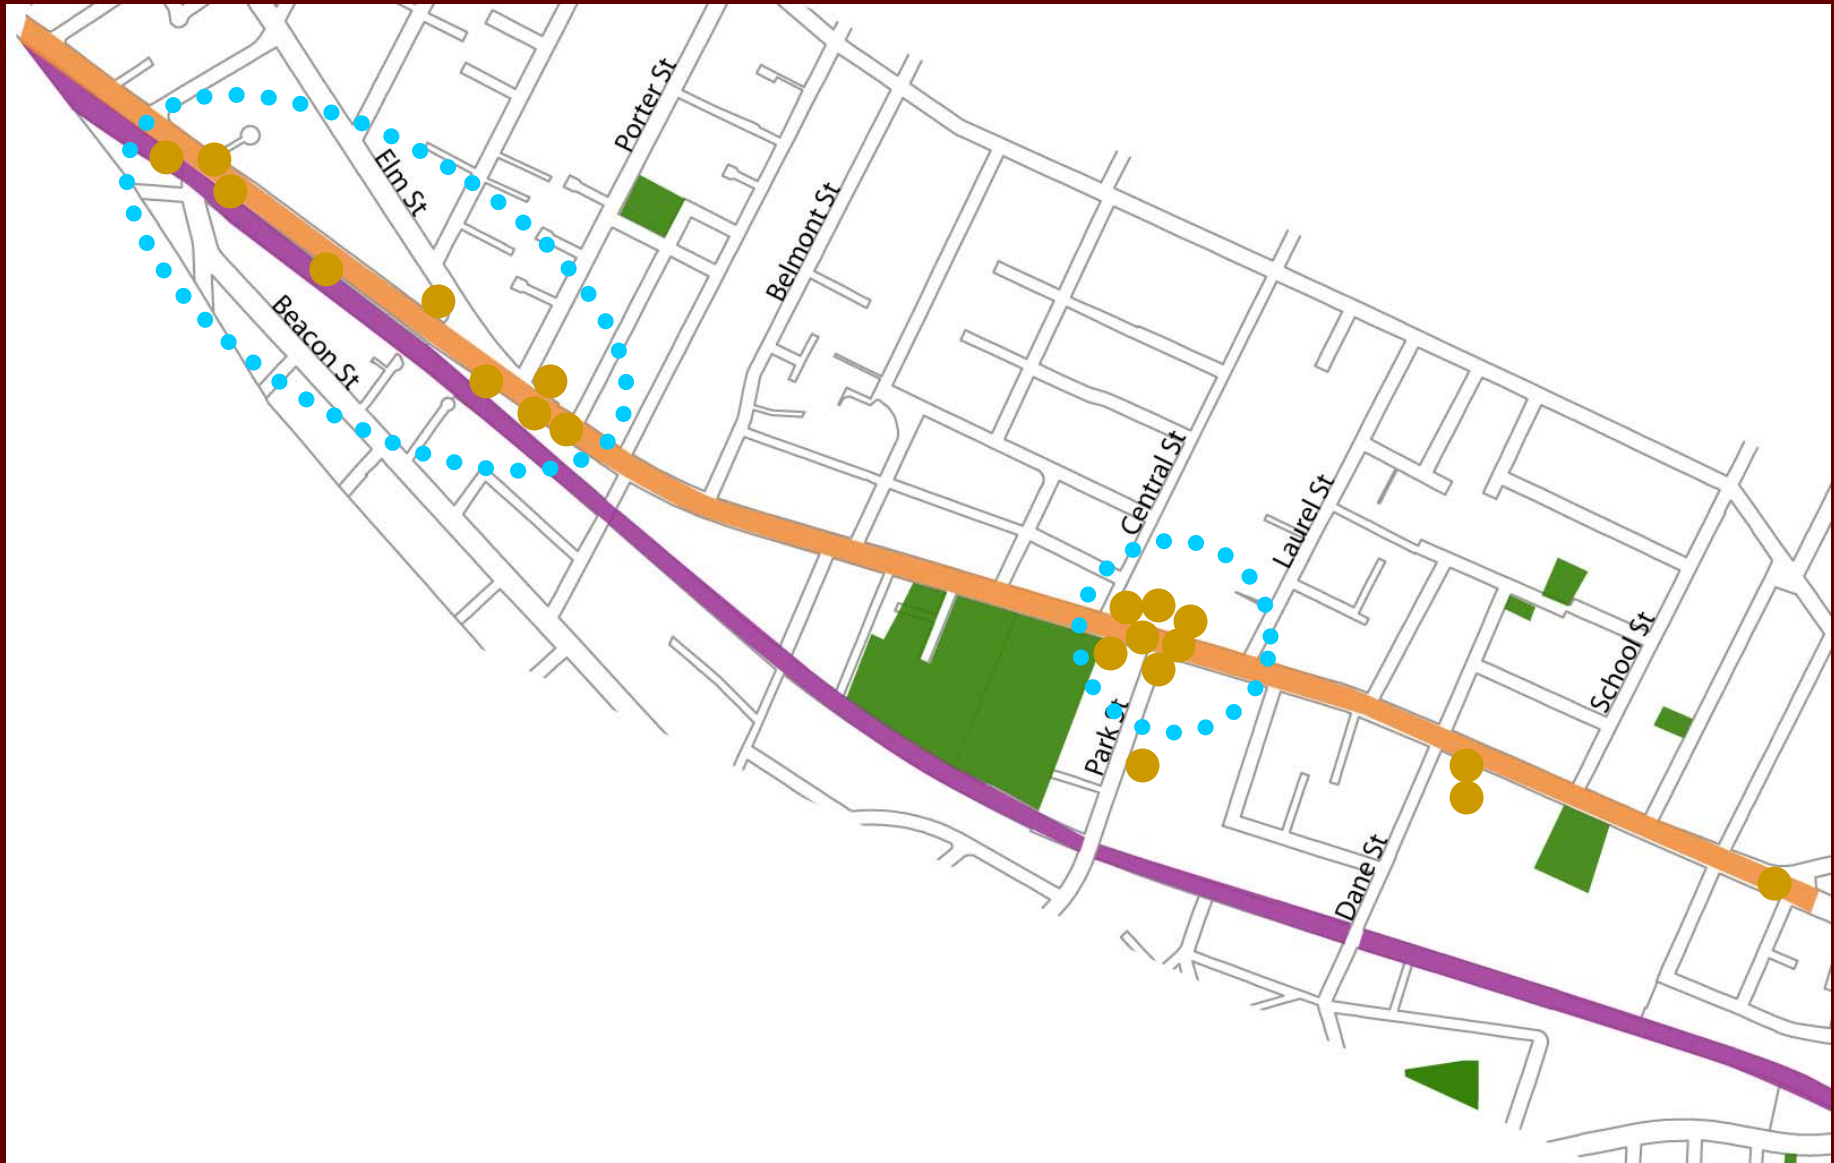 Porter St
Elm St
Belmont St
Beacon St
Central St
Laurel St
School St
Park St
Dane St